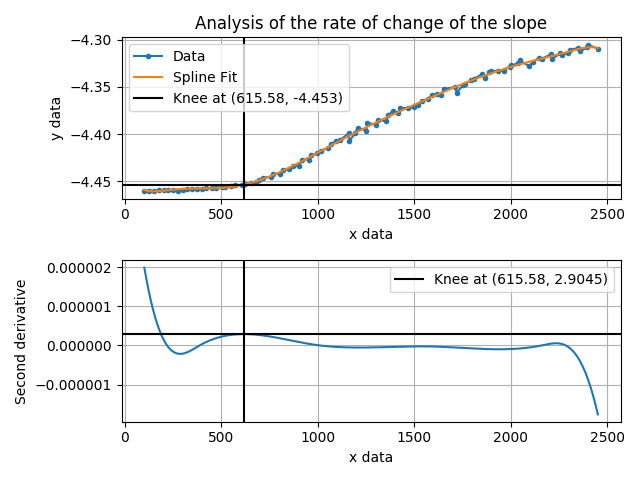 Analysis of the rate of change of the slope
−4.30
−4.35
−4.40
−4.45
y data
Data
Spline Fit
Knee at (615.58, -4.453)
0 500 1000 1500 2000 2500
x data
0.000002
0.000001
0.000000
−0.000001
Second derivative
Knee at (615.58, 2.9045)
0 500 1000 1500 2000 2500
x data